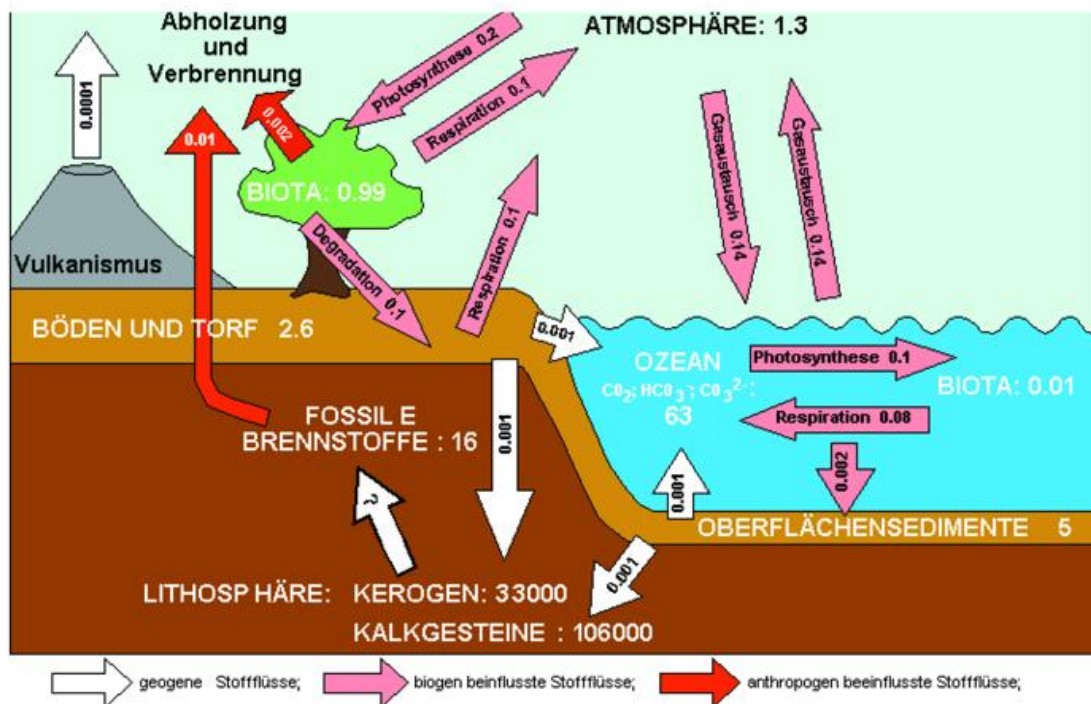 Abholzung
und
Verbrennung
ATMOSPHÄRE: 1.3
0.0001
0.01
0,002
Photosynthese 0.2
Respiration 0.1
Gasaustausch 0.14
Gasaustausch 0.14
BIOTA: 0.99
Vulkanismus
Degradation 0.1
Respiration 0.1
BÖDEN UND TORF 2.6
0.001
OZEAN
CO₂; HCO₃⁻; CO₃²⁻:
63
Photosynthese 0.1
BIOTA: 0.01
Respiration 0.08
FOSSIL E
BRENNSTOFFE : 16
0.001
?
0.001
0.002
OBERFLÄCHENSEDIMENTE 5
0.001
LITHOSP HÄRE: KEROGEN: 33000
KALKGESTEINE : 106000
geogene Stoffflüsse;
biogen beinflusste Stoffflüsse;
anthropogen beeinflusste Stoffflüsse;